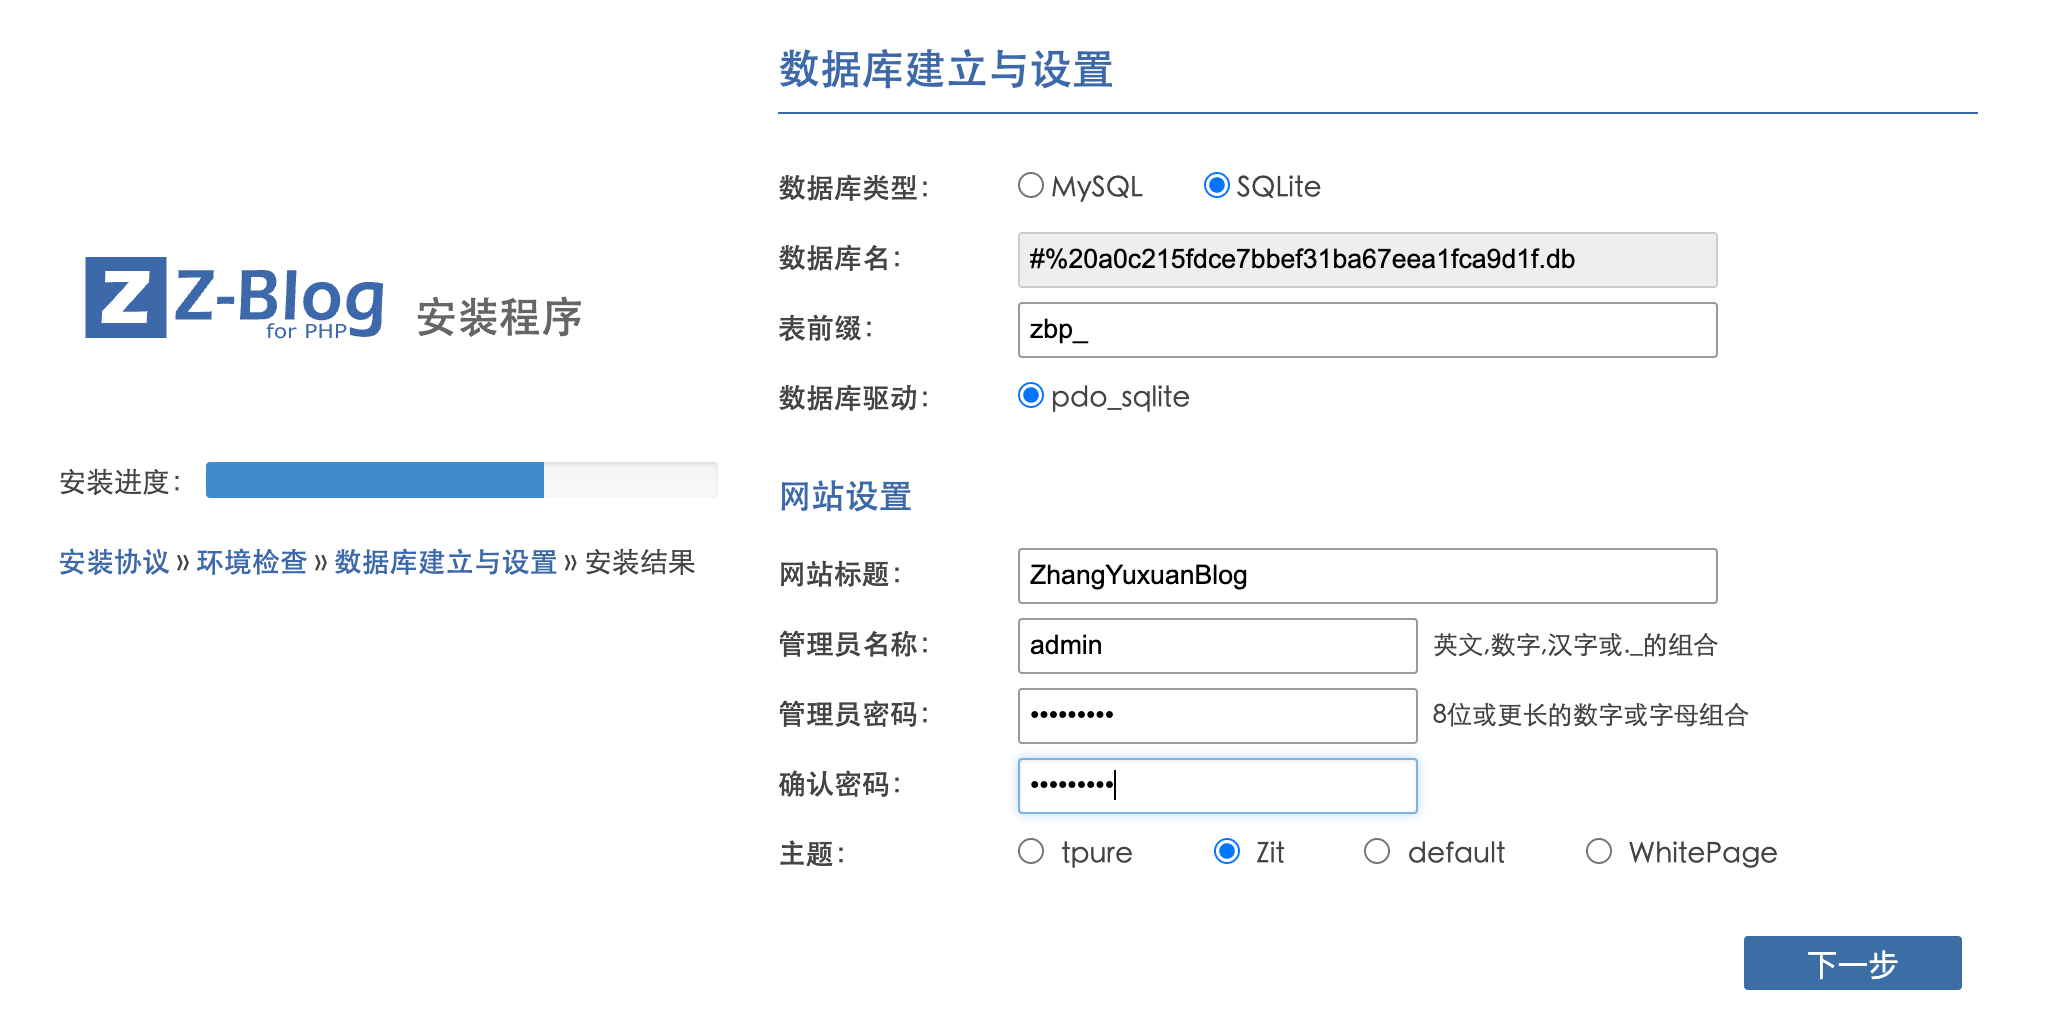 Z Z-Blog for PHP 安装程序
安装进度：
安装协议 » 环境检查 » 数据库建立与设置 » 安装结果
数据库建立与设置
数据库类型： MySQL SQLite
数据库名： #%20a0c215fdce7bbef31ba67eea1fca9d1f.db
表前缀： zbp_
数据库驱动： pdo_sqlite
网站设置
网站标题： ZhangYuxuanBlog
管理员名称： admin 英文,数字,汉字或._的组合
管理员密码： ••••••••• 8位或更长的数字或字母组合
确认密码： •••••••••
主题： tpure Zit default WhitePage
下一步